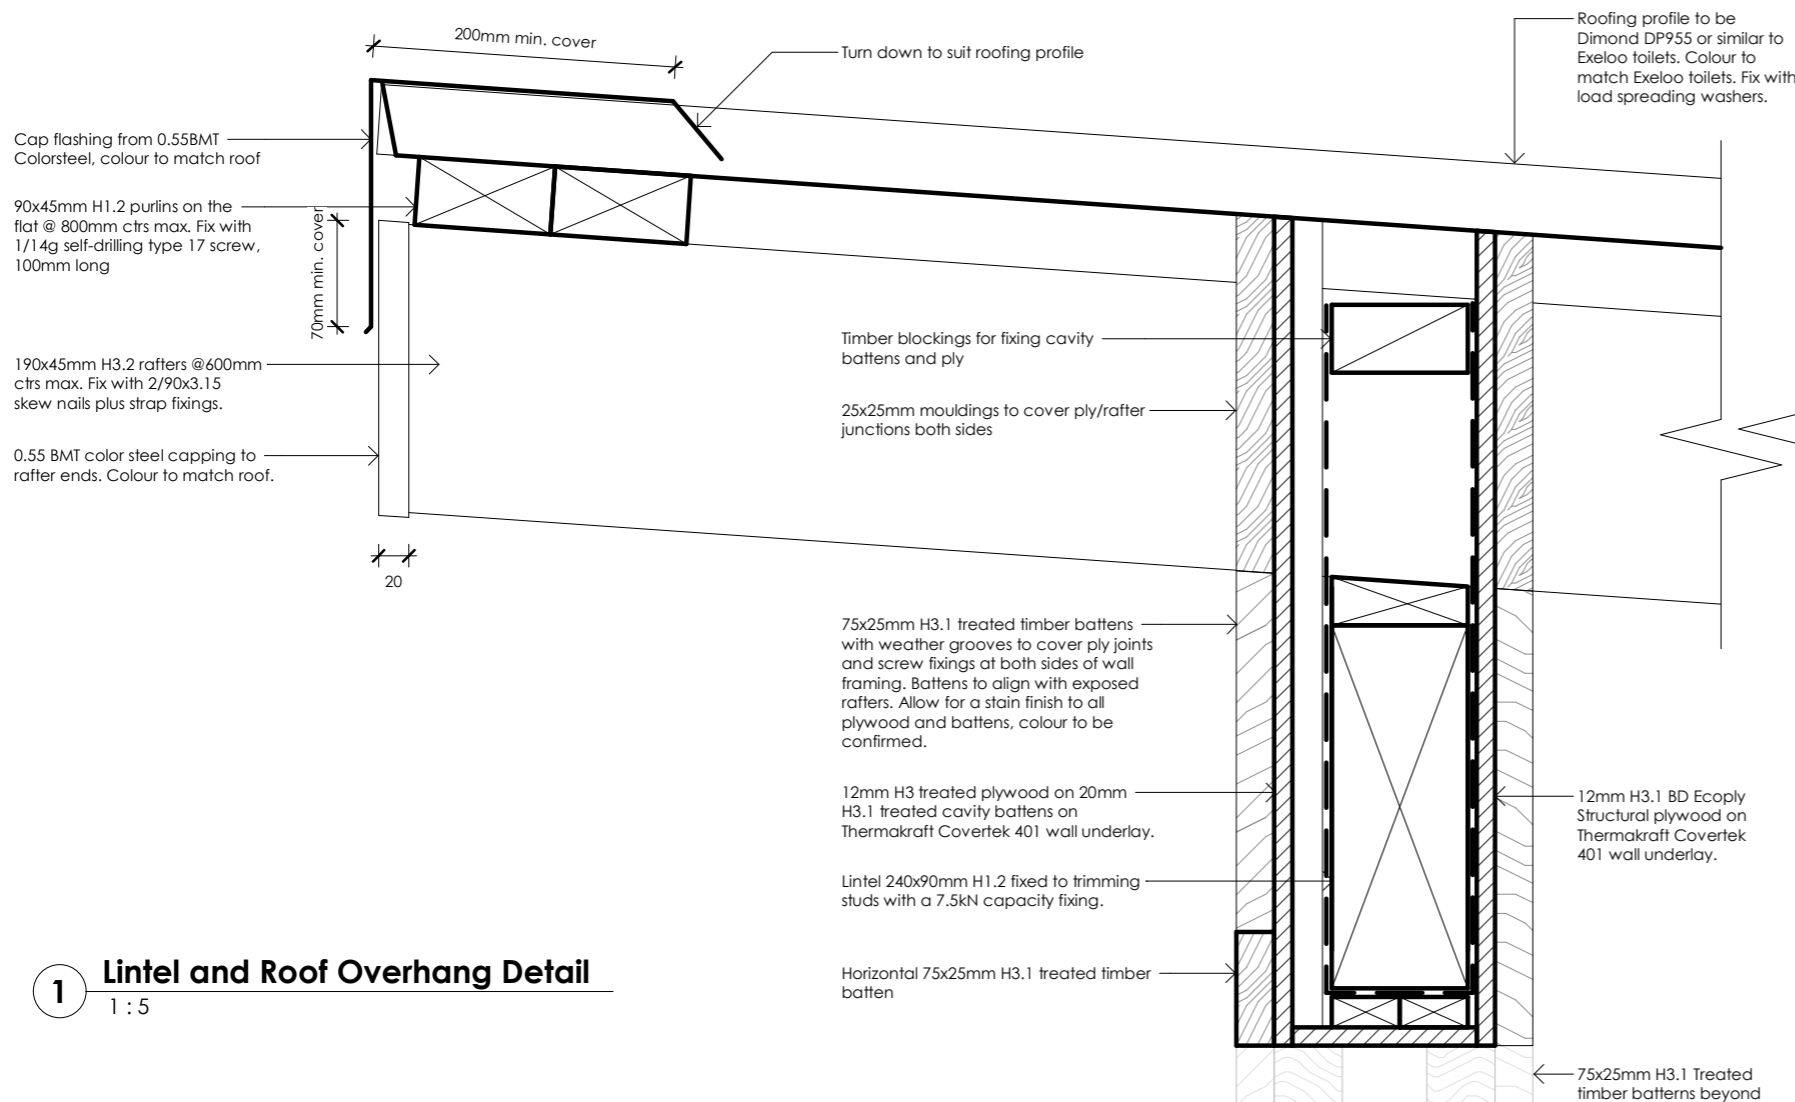 200mm min. cover
Turn down to suit roofing profile
Roofing profile to be
Dimond DP955 or similar to
Exeloo toilets. Colour to
match Exeloo toilets. Fix with
load spreading washers.
Cap flashing from 0.55BMT
Colorsteel, colour to match roof
90x45mm H1.2 purlins on the
flat @ 800mm ctrs max. Fix with
1/14g self-drilling type 17 screw,
100mm long
70mm min. cover
190x45mm H3.2 rafters @600mm
ctrs max. Fix with 2/90x3.15
skew nails plus strap fixings.
0.55 BMT color steel capping to
rafter ends. Colour to match roof.
20
Timber blockings for fixing cavity
battens and ply
25x25mm mouldings to cover ply/rafter
junctions both sides
75x25mm H3.1 treated timber battens
with weather grooves to cover ply joints
and screw fixings at both sides of wall
framing. Battens to align with exposed
rafters. Allow for a stain finish to all
plywood and battens, colour to be
confirmed.
12mm H3 treated plywood on 20mm
H3.1 treated cavity battens on
Thermakraft Covertek 401 wall underlay.
Lintel 240x90mm H1.2 fixed to trimming
studs with a 7.5kN capacity fixing.
Horizontal 75x25mm H3.1 treated timber
batten
12mm H3.1 BD Ecoply
Structural plywood on
Thermakraft Covertek
401 wall underlay.
75x25mm H3.1 Treated
timber batterns beyond
1 Lintel and Roof Overhang Detail
1 : 5